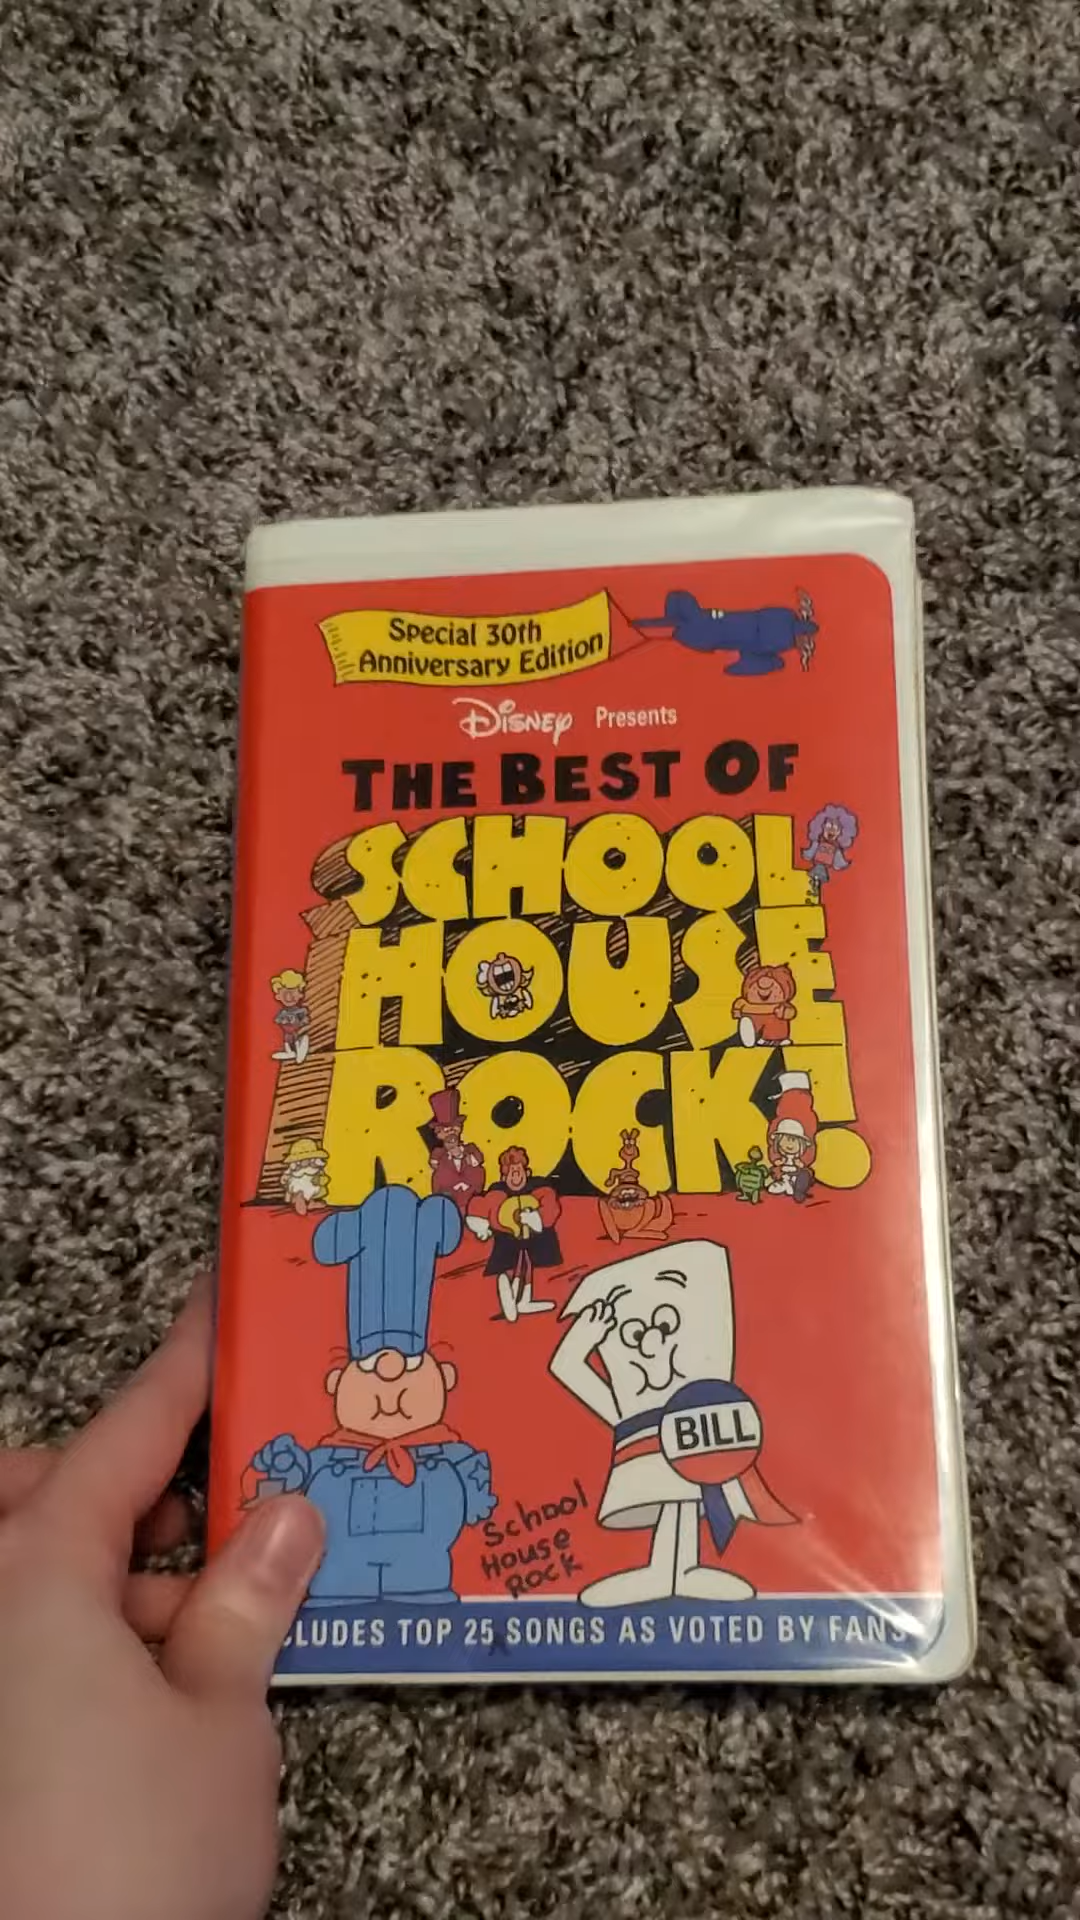 Special 30th
Anniversary Edition
Disney Presents
THE BEST OF
SCHOOL
HOUSE
ROCK!
BILL
School
House
Rock
CLUDES TOP 25 SONGS AS VOTED BY FANS